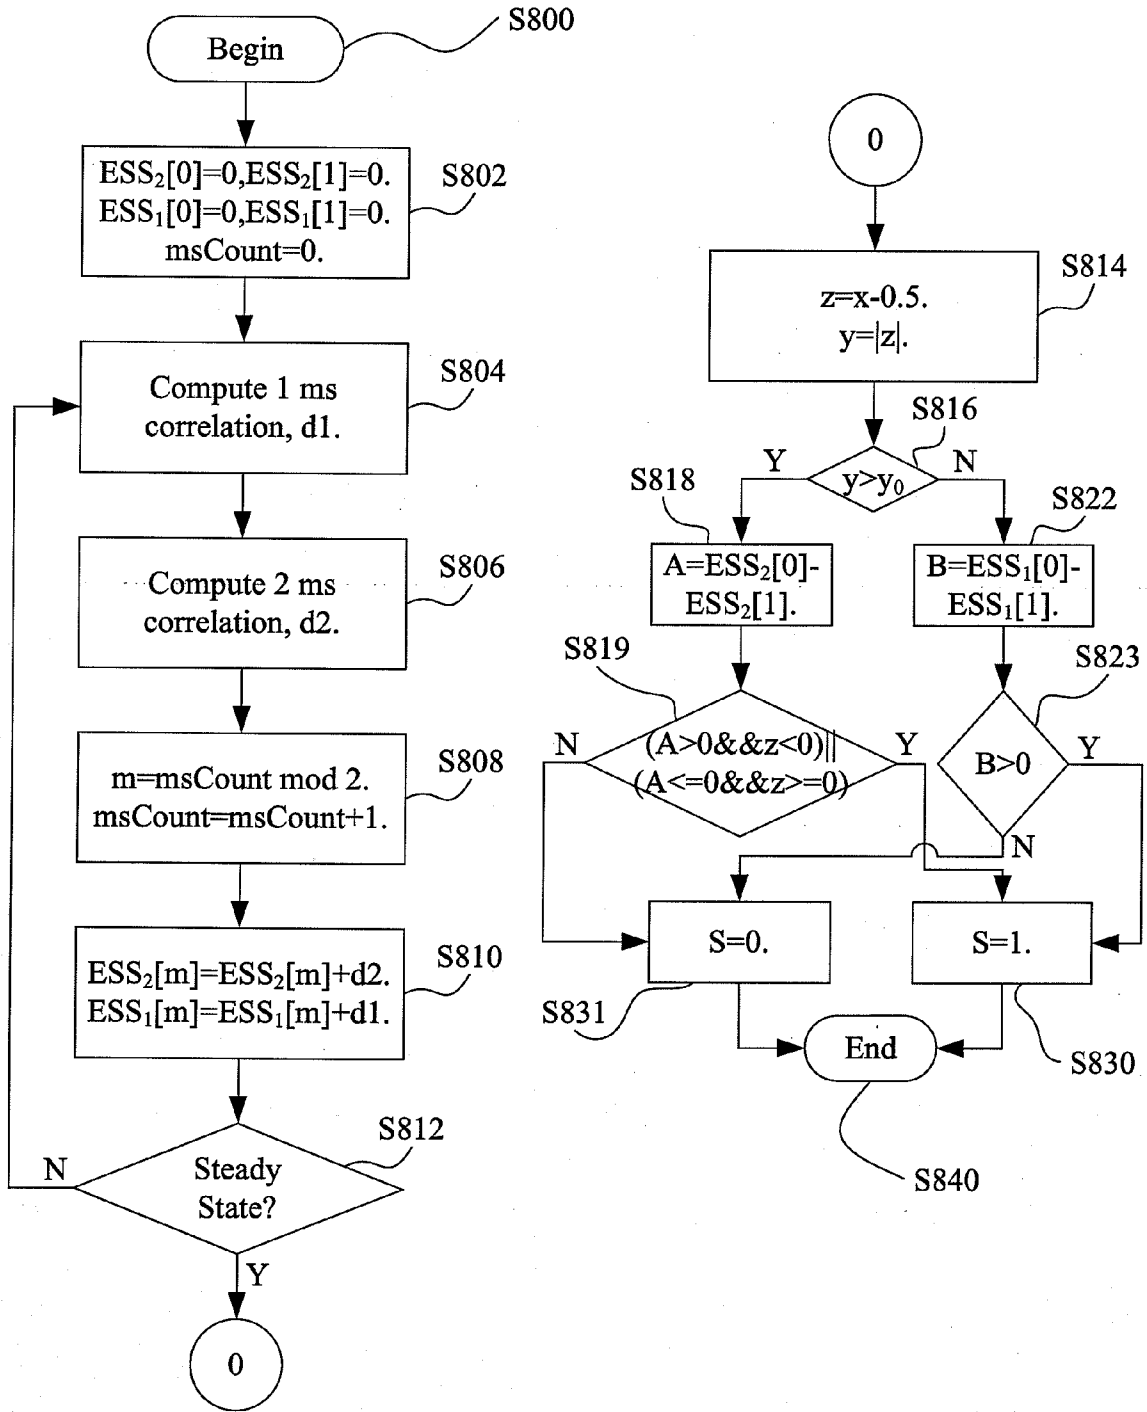 Begin
S800
ESS₂[0]=0,ESS₂[1]=0.
ESS₁[0]=0,ESS₁[1]=0.
msCount=0.
S802
Compute 1 ms
correlation, d1.
S804
Compute 2 ms
correlation, d2.
S806
m=msCount mod 2.
msCount=msCount+1.
S808
ESS₂[m]=ESS₂[m]+d2.
ESS₁[m]=ESS₁[m]+d1.
S810
Steady
State?
S812
N
Y
0
0
z=x-0.5.
y=|z|.
S814
y>y₀
S816
Y
N
S818
A=ESS₂[0]-
ESS₂[1].
S822
B=ESS₁[0]-
ESS₁[1].
S819
(A>0&&z<0)||
(A<=0&&z>=0)
N
Y
S823
B>0
Y
N
S=0.
S831
S=1.
S830
End
S840